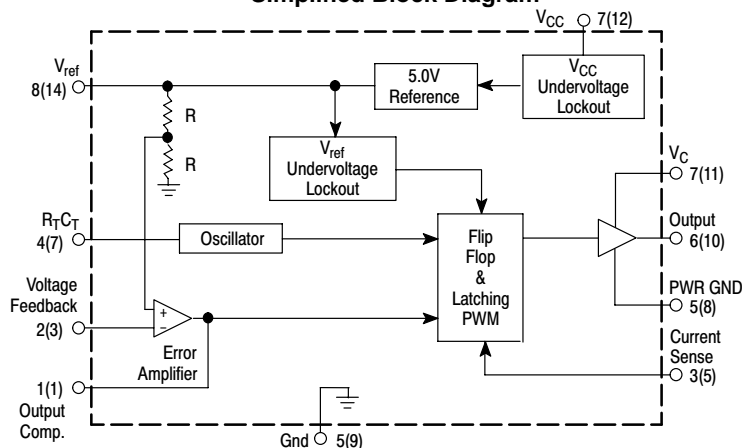 Simplified Block Diagram
VCC 7(12)
Vref
8(14)
R
R
5.0V
Reference
VCC
Undervoltage
Lockout
Vref
Undervoltage
Lockout
VC
7(11)
RTCT
4(7)
Oscillator
Flip
Flop
&
Latching
PWM
Output
6(10)
Voltage
Feedback
2(3)
+
−
Error
Amplifier
PWR GND
5(8)
Current
Sense
3(5)
1(1)
Output
Comp.
Gnd 5(9)